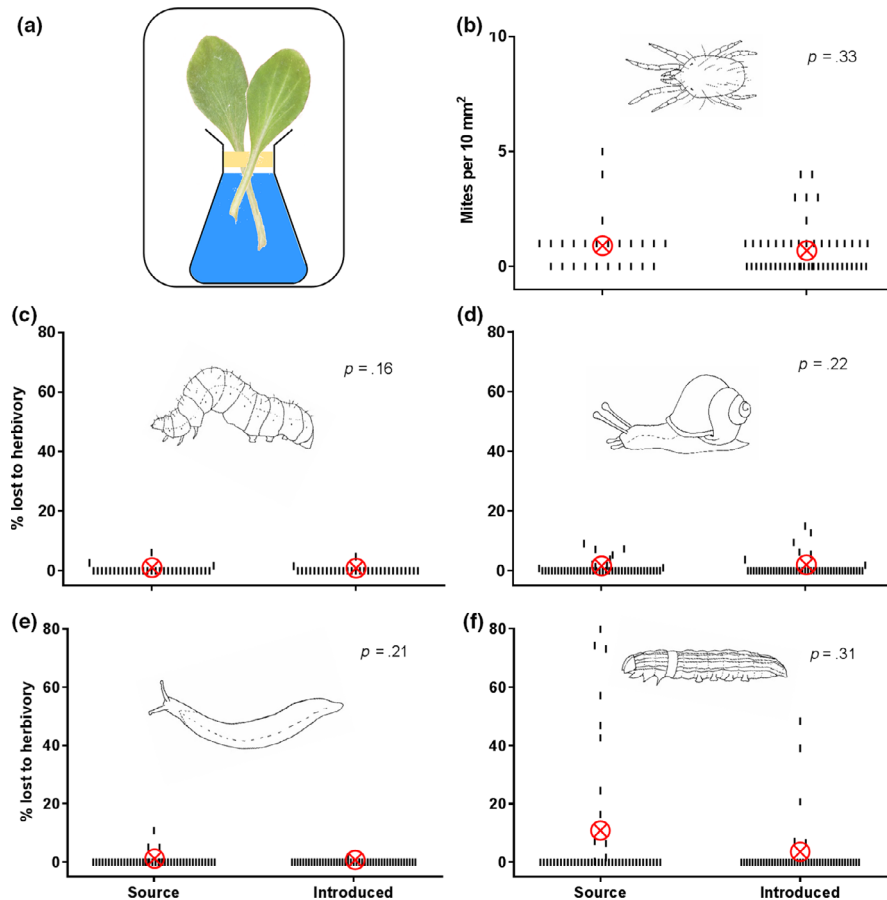 (a)
(b)
10
5
0
Mites per 10 mm²
p = .33
(c)
80
60
40
20
0
% lost to herbivory
p = .16
(d)
80
60
40
20
0
p = .22
(e)
80
60
40
20
0
% lost to herbivory
p = .21
Source
Introduced
(f)
80
60
40
20
0
p = .31
Source
Introduced